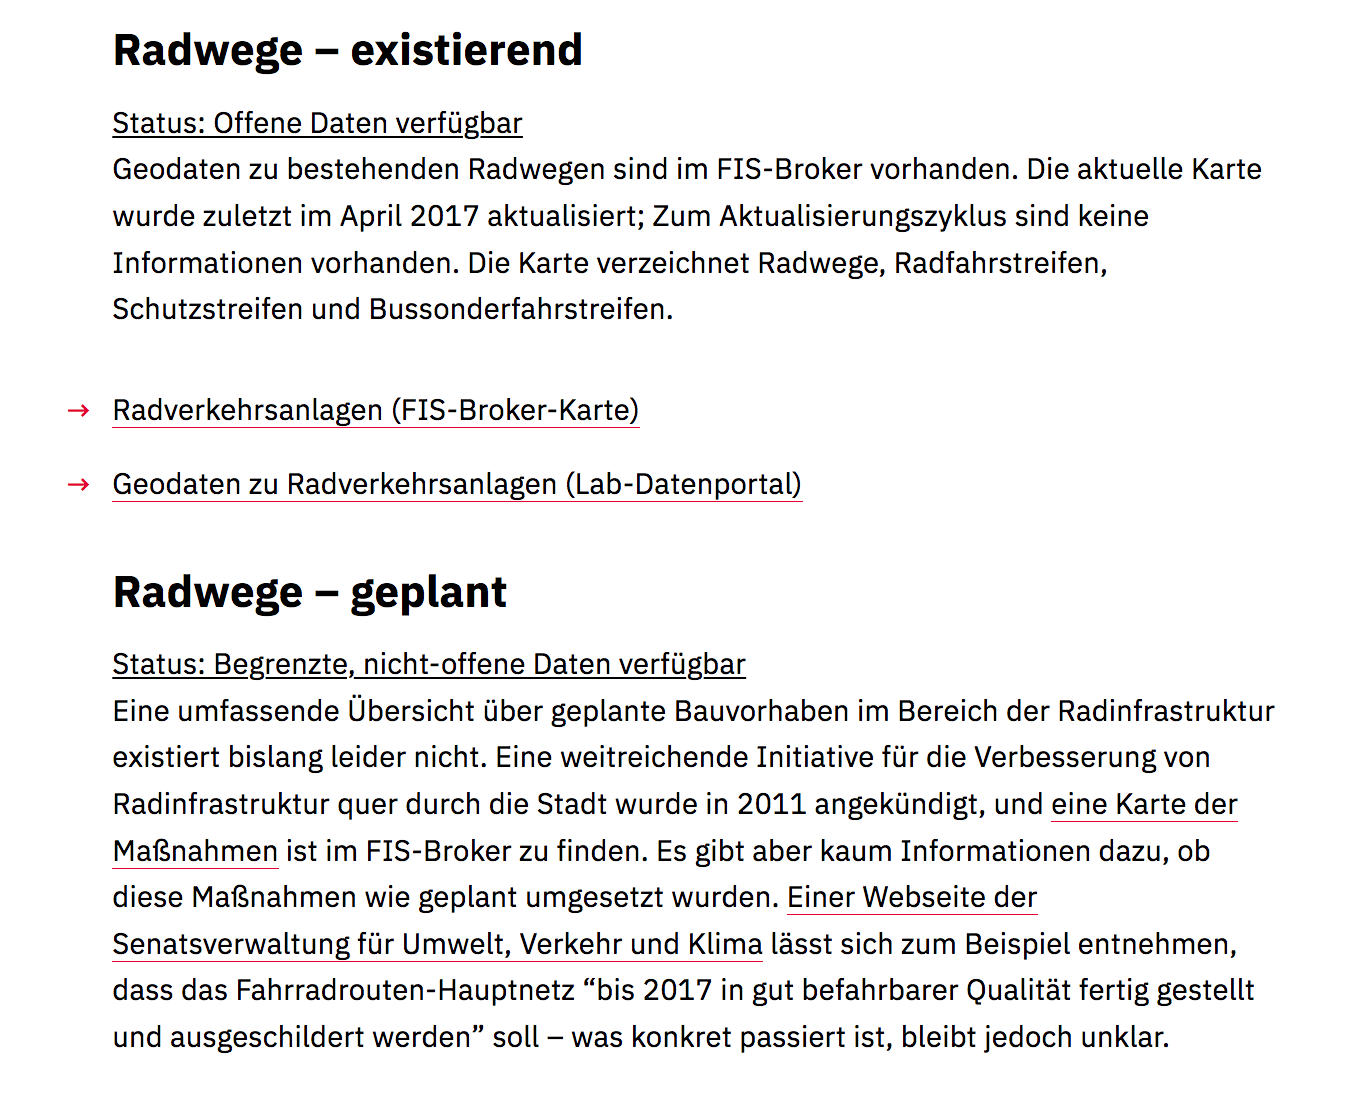 Radwege – existierend
Status: Offene Daten verfügbar
Geodaten zu bestehenden Radwegen sind im FIS-Broker vorhanden. Die aktuelle Karte
wurde zuletzt im April 2017 aktualisiert; Zum Aktualisierungszyklus sind keine
Informationen vorhanden. Die Karte verzeichnet Radwege, Radfahrstreifen,
Schutzstreifen und Bussonderfahrstreifen.
→ Radverkehrsanlagen (FIS-Broker-Karte)
→ Geodaten zu Radverkehrsanlagen (Lab-Datenportal)
Radwege – geplant
Status: Begrenzte, nicht-offene Daten verfügbar
Eine umfassende Übersicht über geplante Bauvorhaben im Bereich der Radinfrastruktur
existiert bislang leider nicht. Eine weitreichende Initiative für die Verbesserung von
Radinfrastruktur quer durch die Stadt wurde in 2011 angekündigt, und eine Karte der
Maßnahmen ist im FIS-Broker zu finden. Es gibt aber kaum Informationen dazu, ob
diese Maßnahmen wie geplant umgesetzt wurden. Einer Webseite der
Senatsverwaltung für Umwelt, Verkehr und Klima lässt sich zum Beispiel entnehmen,
dass das Fahrradrouten-Hauptnetz “bis 2017 in gut befahrbarer Qualität fertig gestellt
und ausgeschildert werden” soll – was konkret passiert ist, bleibt jedoch unklar.